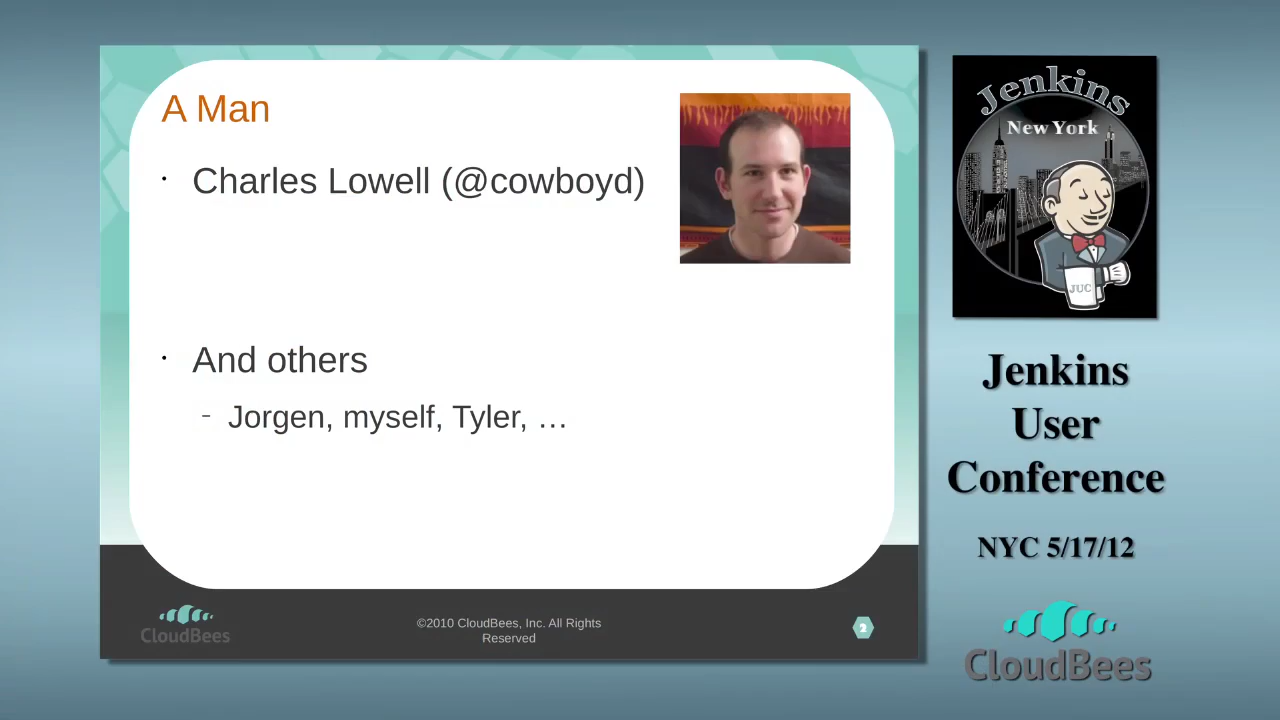 A Man
· Charles Lowell (@cowboyd)
· And others
- Jorgen, myself, Tyler, …
CloudBees
©2010 CloudBees, Inc. All Rights
Reserved
2
Jenkins
New York
JUC
Jenkins
User
Conference
NYC 5/17/12
CloudBees